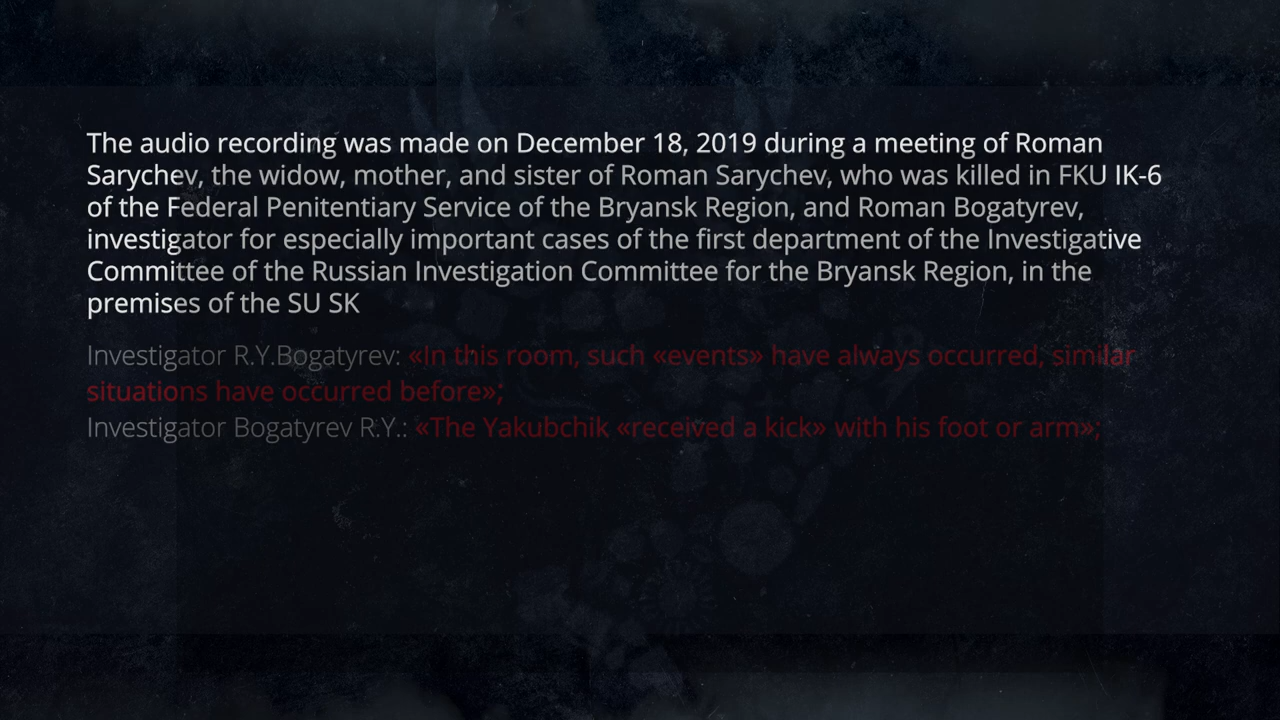 The audio recording was made on December 18, 2019 during a meeting of Roman
Sarychev, the widow, mother, and sister of Roman Sarychev, who was killed in FKU IK-6
of the Federal Penitentiary Service of the Bryansk Region, and Roman Bogatyrev,
investigator for especially important cases of the first department of the Investigative
Committee of the Russian Investigation Committee for the Bryansk Region, in the
premises of the SU SK
Investigator R.Y.Bogatyrev: «In this room, such «events» have always occurred, similar
situations have occurred before»;
Investigator Bogatyrev R.Y.: «The Yakubchik «received a kick» with his foot or arm»;